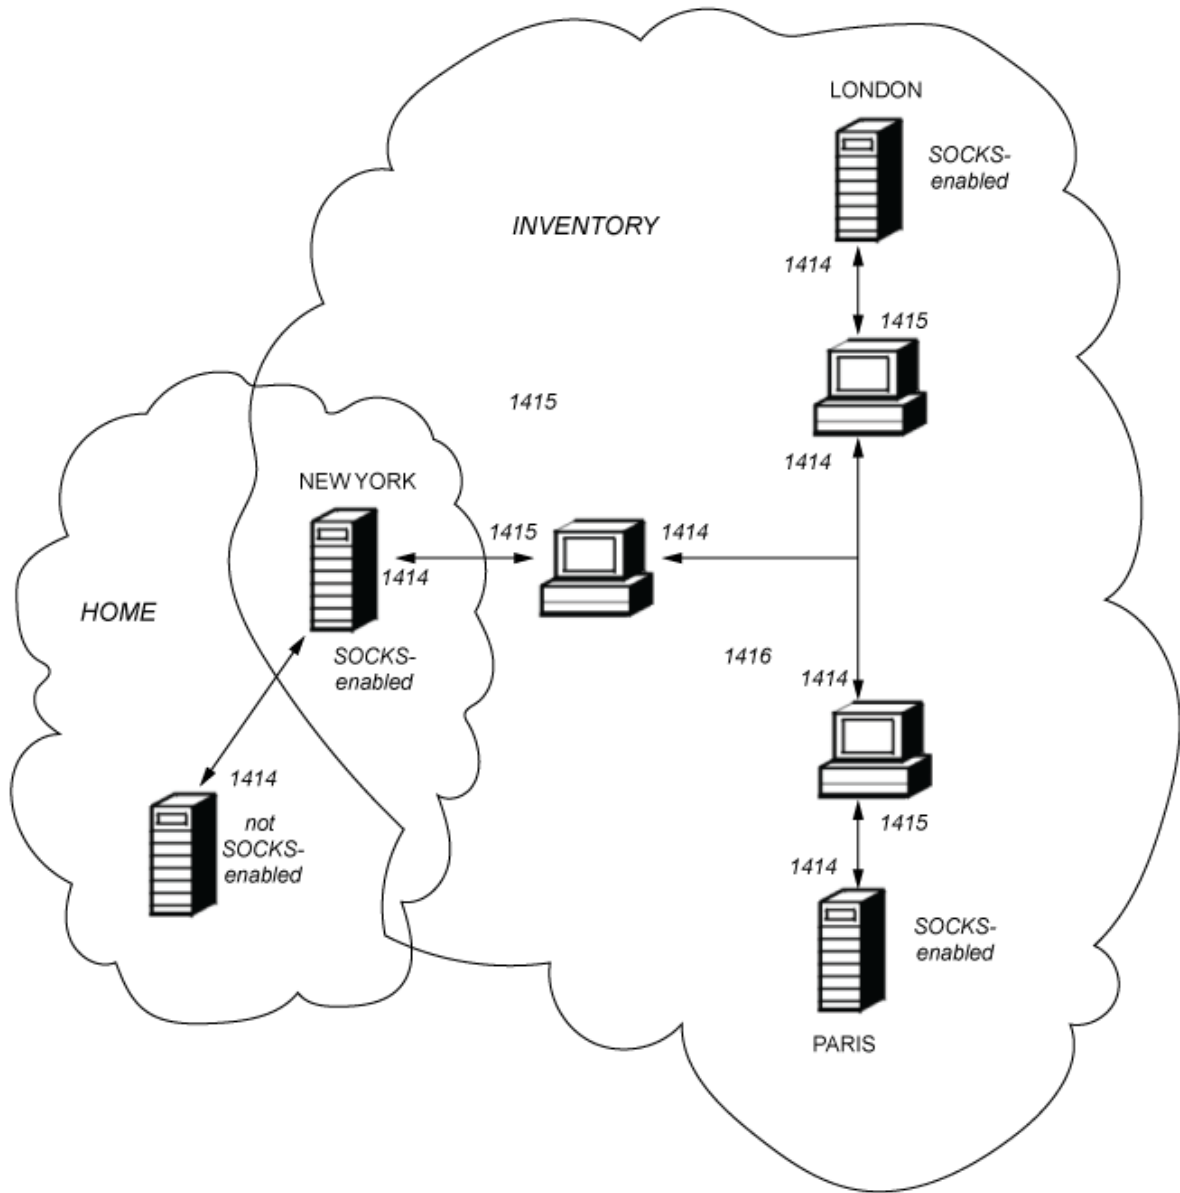 LONDON
SOCKS-
enabled
INVENTORY
1414
1415
1415
1414
NEW YORK
1415
1414
1414
HOME
SOCKS-
enabled
1416
1414
1414
not
SOCKS-
enabled
1415
1414
SOCKS-
enabled
PARIS